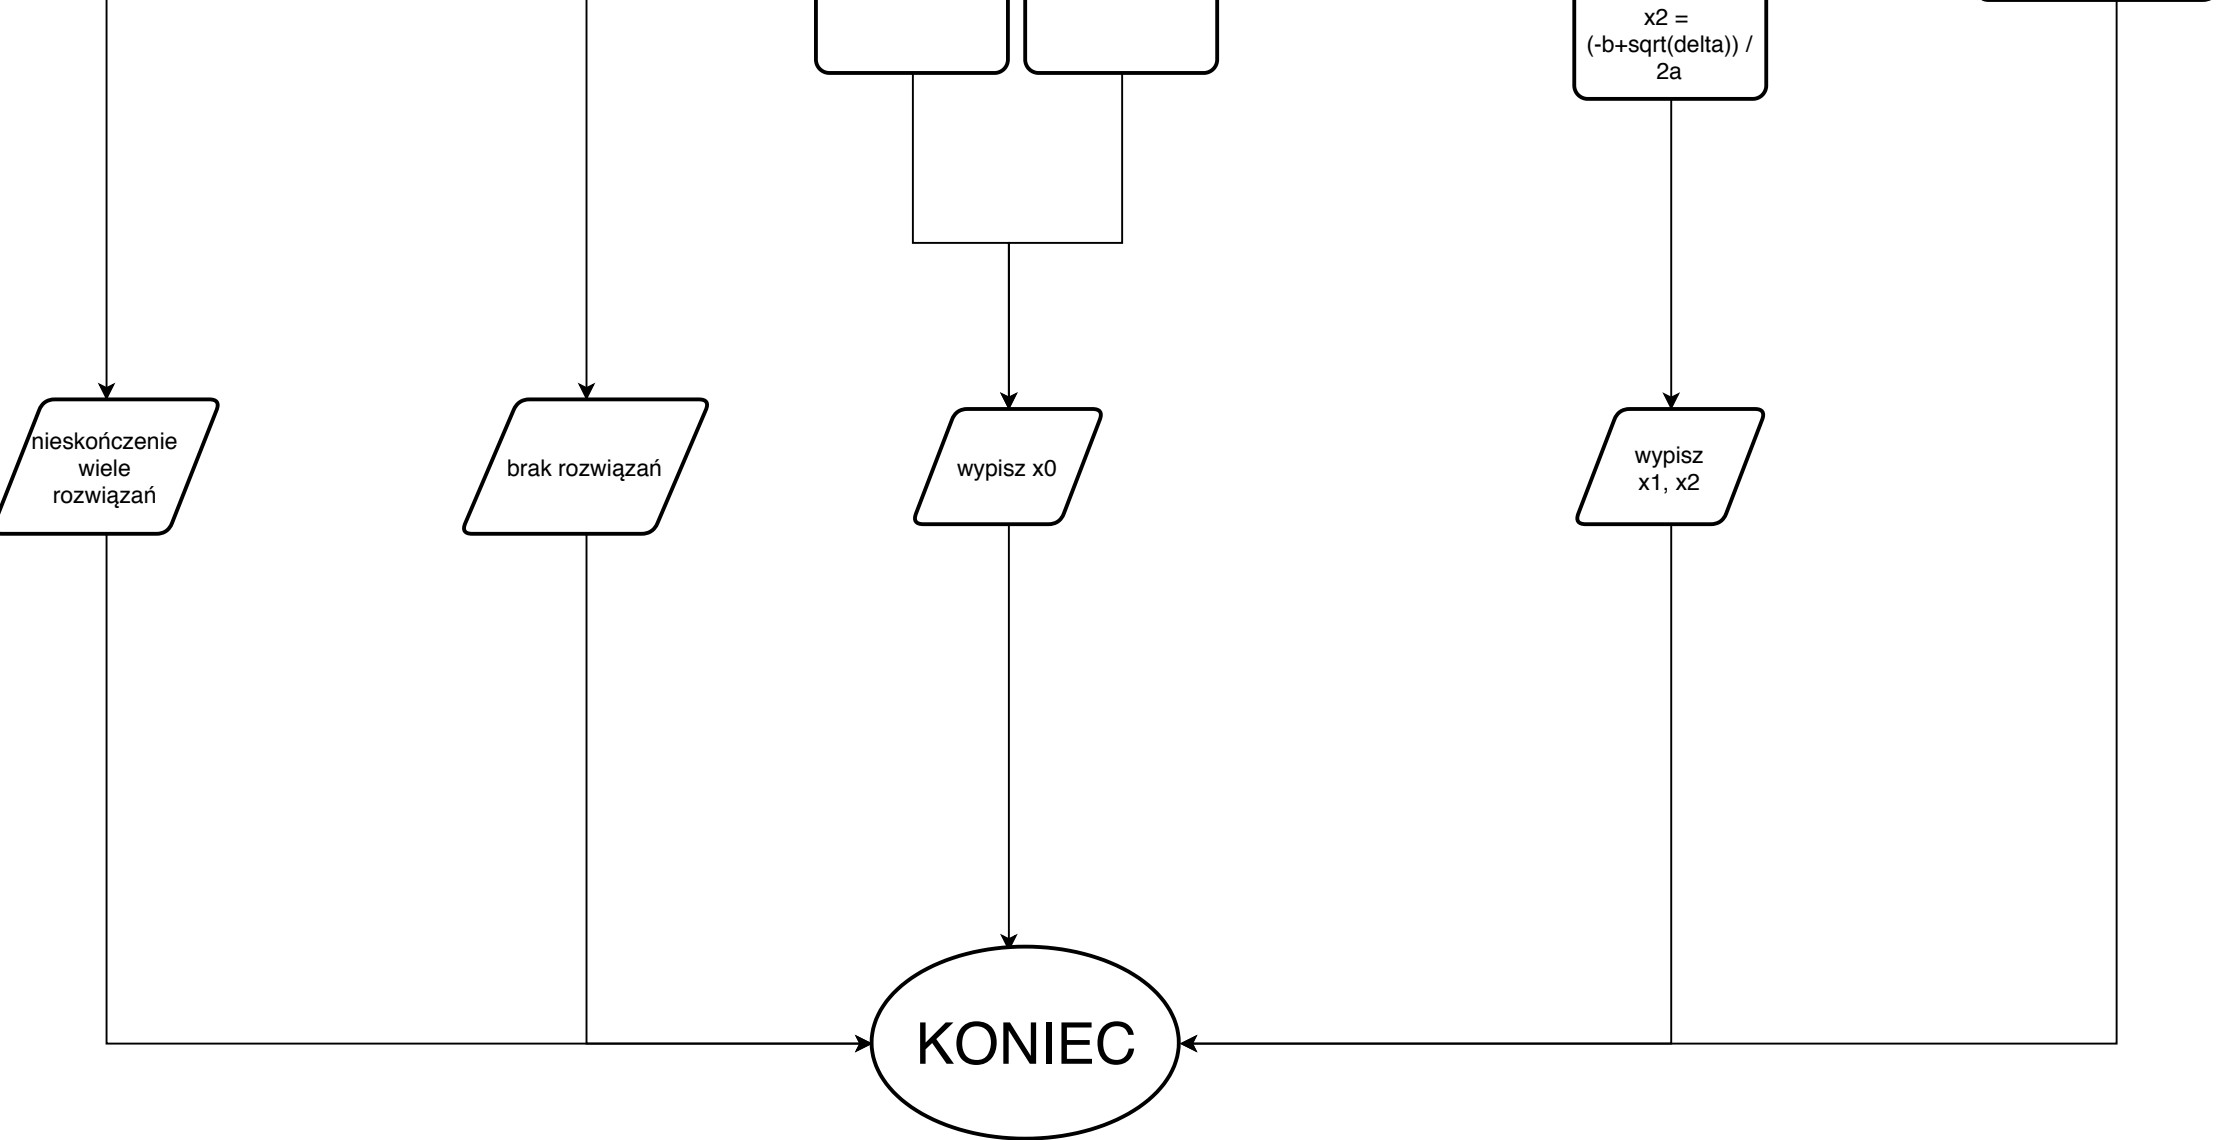 x2 =
(-b+sqrt(delta)) /
2a
nieskończenie
wiele
rozwiązań
brak rozwiązań
wypisz x0
wypisz
x1, x2
KONIEC